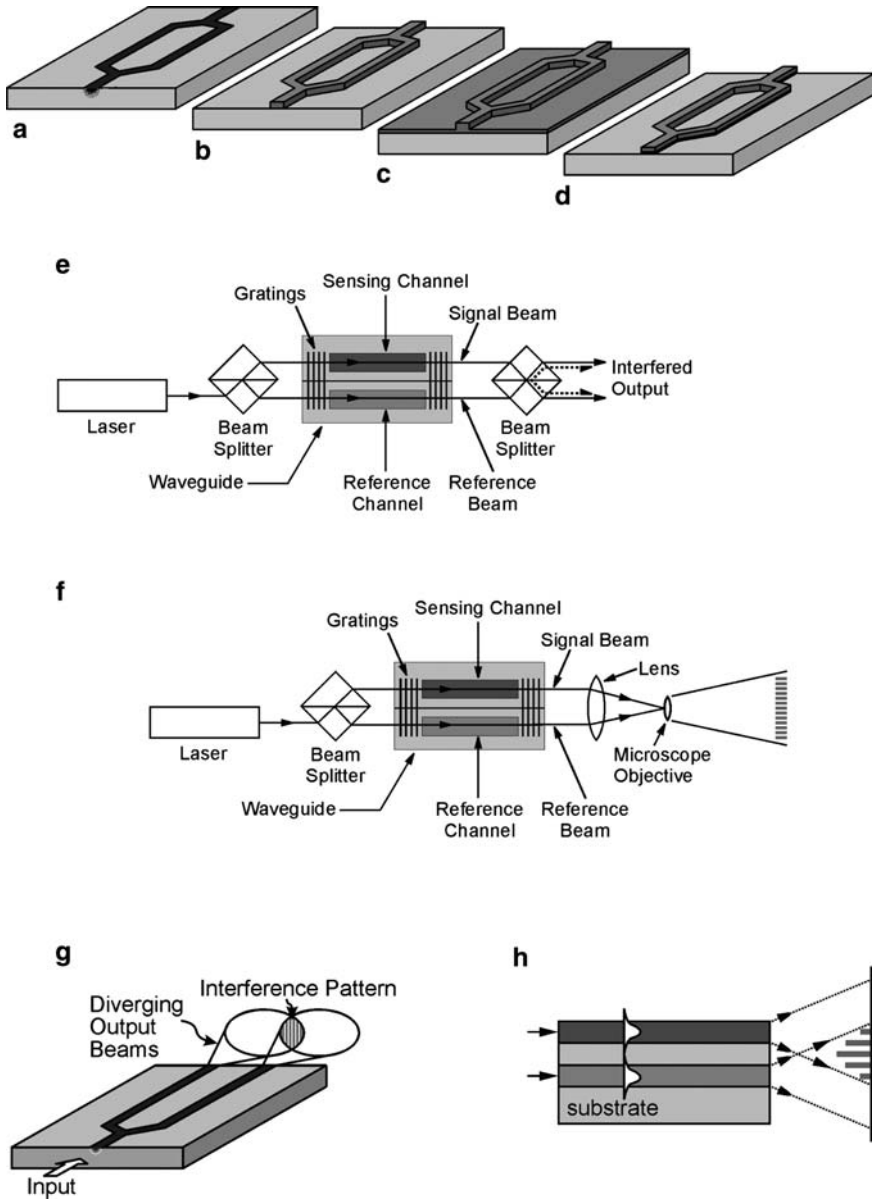 a
b
c
d
e
Sensing Channel
Gratings
Signal Beam
Interfered
Output
Laser
Beam
Splitter
Beam
Splitter
Waveguide
Reference
Channel
Reference
Beam
f
Sensing Channel
Gratings
Signal Beam
Lens
Laser
Beam
Splitter
Microscope
Objective
Waveguide
Reference
Channel
Reference
Beam
g
Interference Pattern
Diverging
Output
Beams
Input
h
substrate